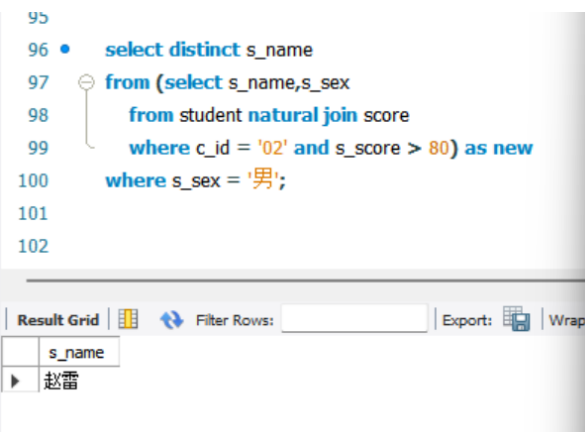 95
96 select distinct s_name
97 from (select s_name,s_sex
98 from student natural join score
99 where c_id = '02' and s_score > 80) as new
100 where s_sex = '男';
101
102
Result Grid Filter Rows: Export: Wrap
s_name
赵雷